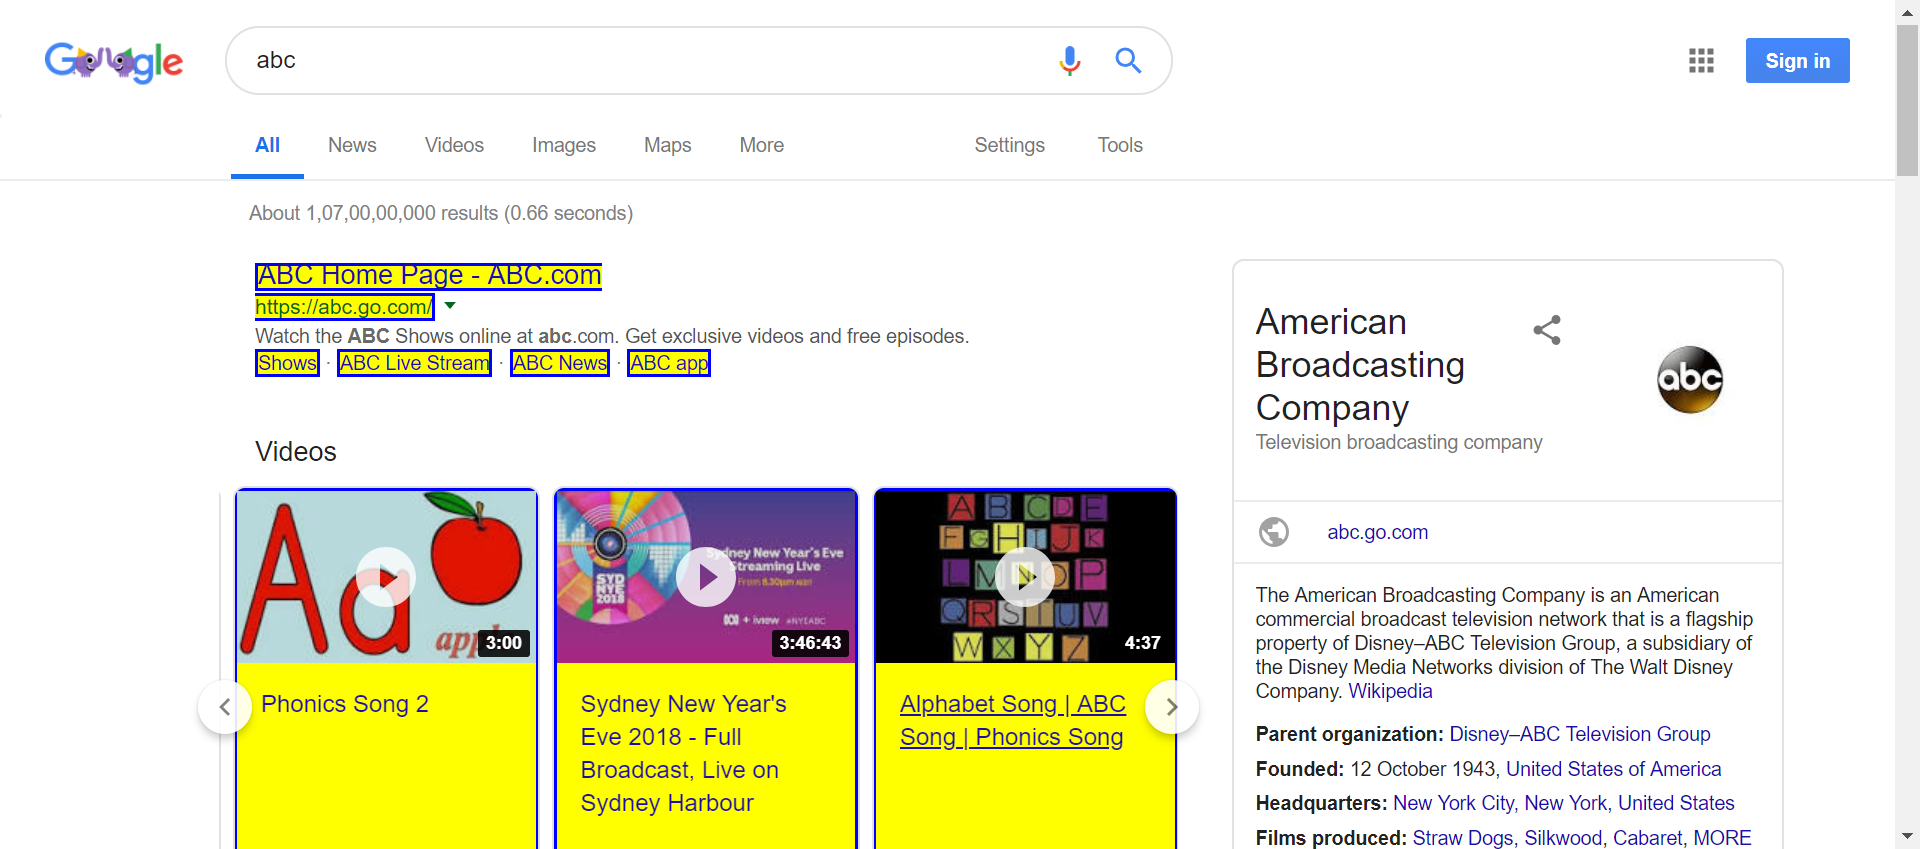 Google
abc
Sign in
All
News
Videos
Images
Maps
More
Settings
Tools
About 1,07,00,00,000 results (0.66 seconds)
ABC Home Page - ABC.com
https://abc.go.com/
Watch the ABC Shows online at abc.com. Get exclusive videos and free episodes.
Shows · ABC Live Stream · ABC News · ABC app
Videos
Aa
apple
3:00
Phonics Song 2
SYD
NYE
2018
Sydney New Year's Eve
Streaming Live
From 8.30pm
+ iview #NYEABC
3:46:43
Sydney New Year's
Eve 2018 - Full
Broadcast, Live on
Sydney Harbour
A B C D E
F G H I J K
L M N O P
Q R S T U V
W X Y Z
4:37
Alphabet Song | ABC
Song | Phonics Song
American
Broadcasting
Company
Television broadcasting company
abc
abc.go.com
The American Broadcasting Company is an American
commercial broadcast television network that is a flagship
property of Disney–ABC Television Group, a subsidiary of
the Disney Media Networks division of The Walt Disney
Company. Wikipedia
Parent organization: Disney–ABC Television Group
Founded: 12 October 1943, United States of America
Headquarters: New York City, New York, United States
Films produced: Straw Dogs, Silkwood, Cabaret, MORE